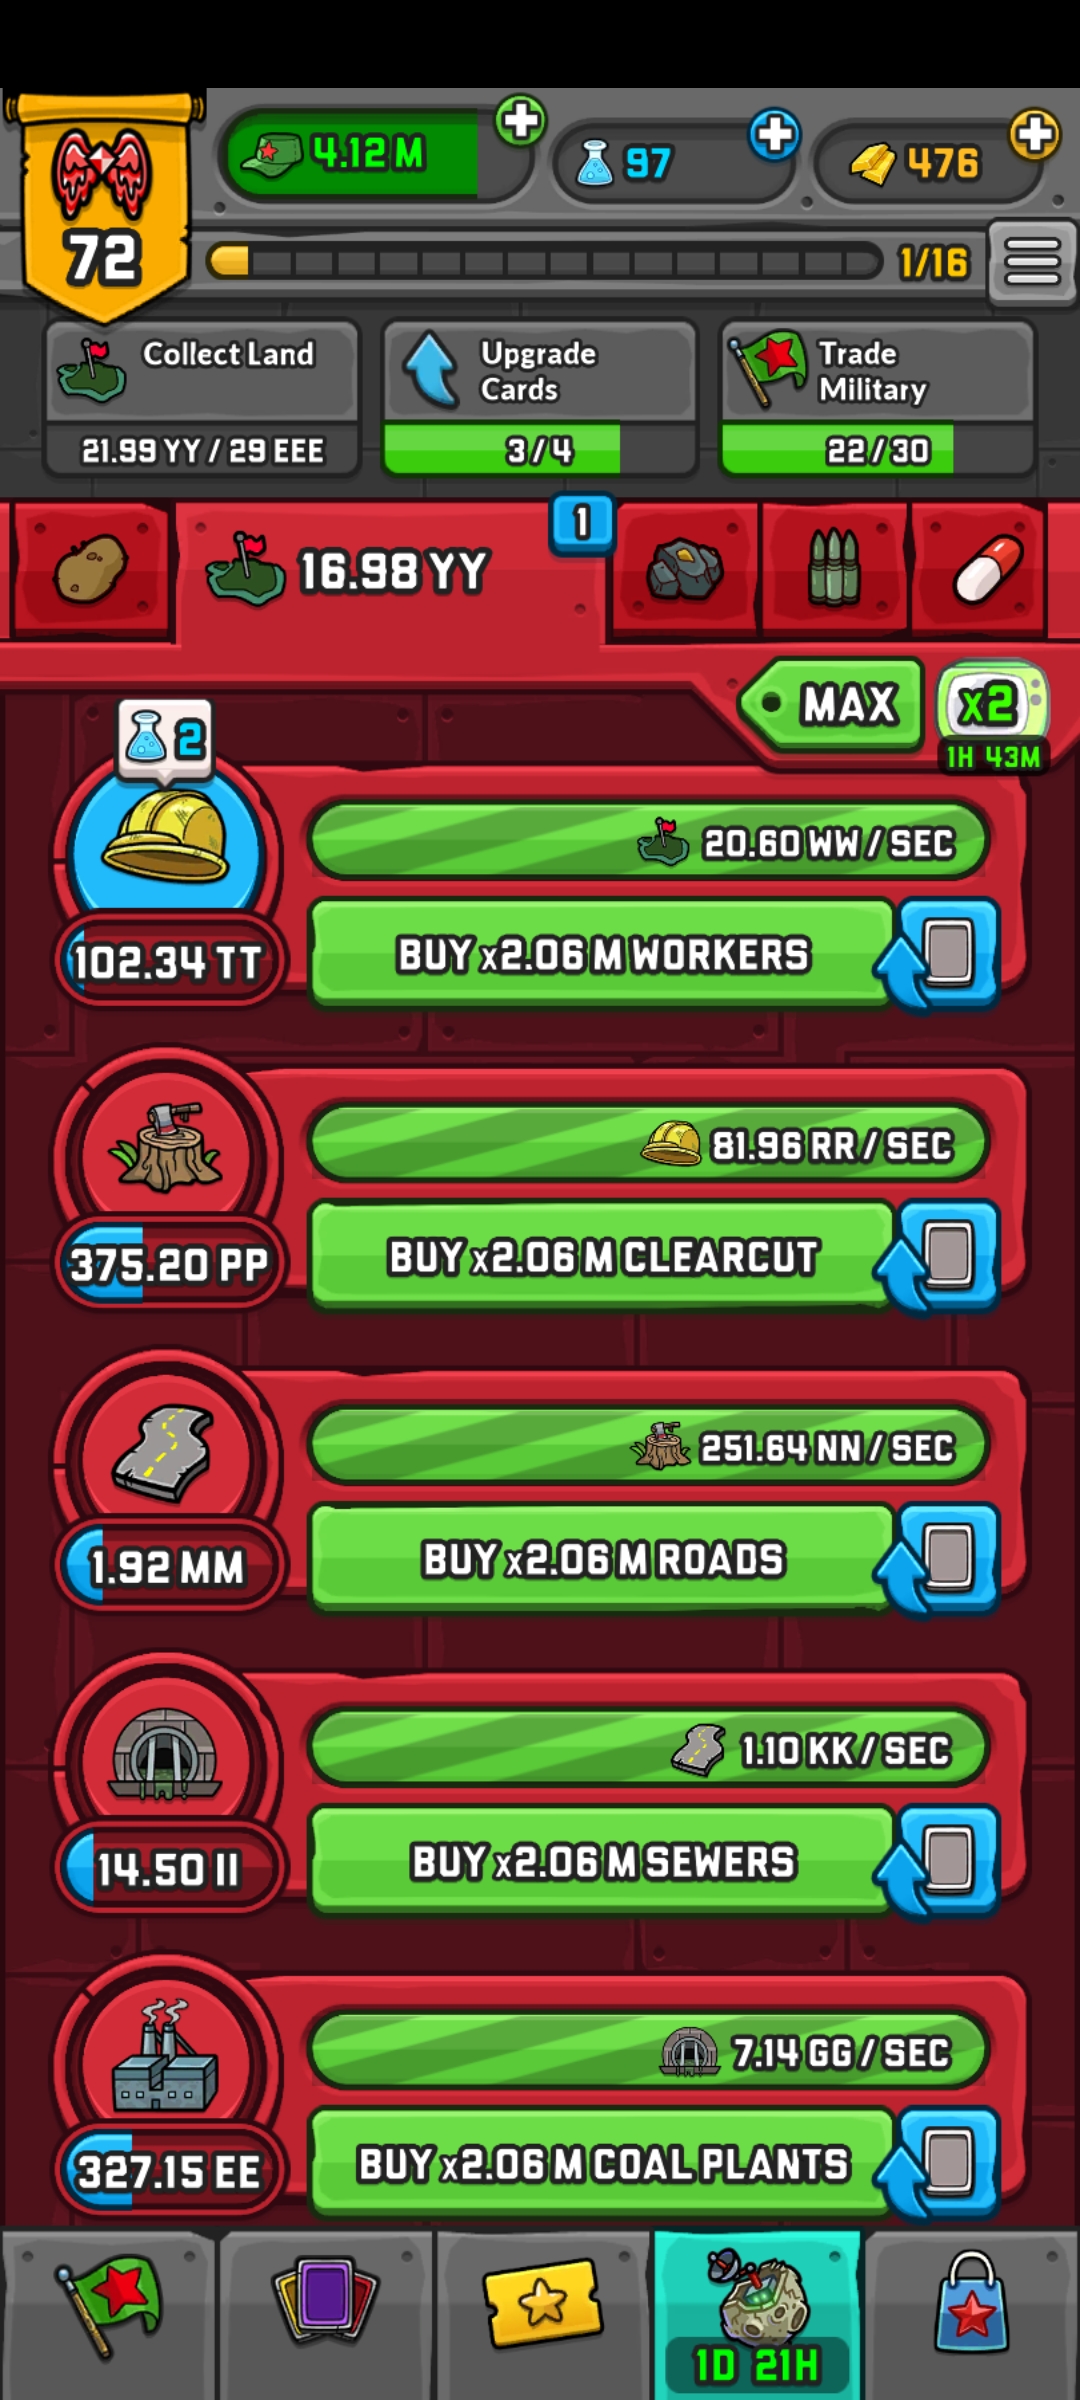 4.12 M
97
476
72
1/16
Collect Land
21.99 YY / 29 EEE
Upgrade
Cards
3/4
Trade
Military
22/30
16.98 YY
1
MAX
x2
1H 43M
2
20.60 WW / SEC
102.34 TT
BUY x2.06 M WORKERS
81.96 RR / SEC
375.20 PP
BUY x2.06 M CLEARCUT
251.64 NN / SEC
1.92 MM
BUY x2.06 M ROADS
1.10 KK / SEC
14.50 II
BUY x2.06 M SEWERS
7.14 GG / SEC
327.15 EE
BUY x2.06 M COAL PLANTS
1D 21H